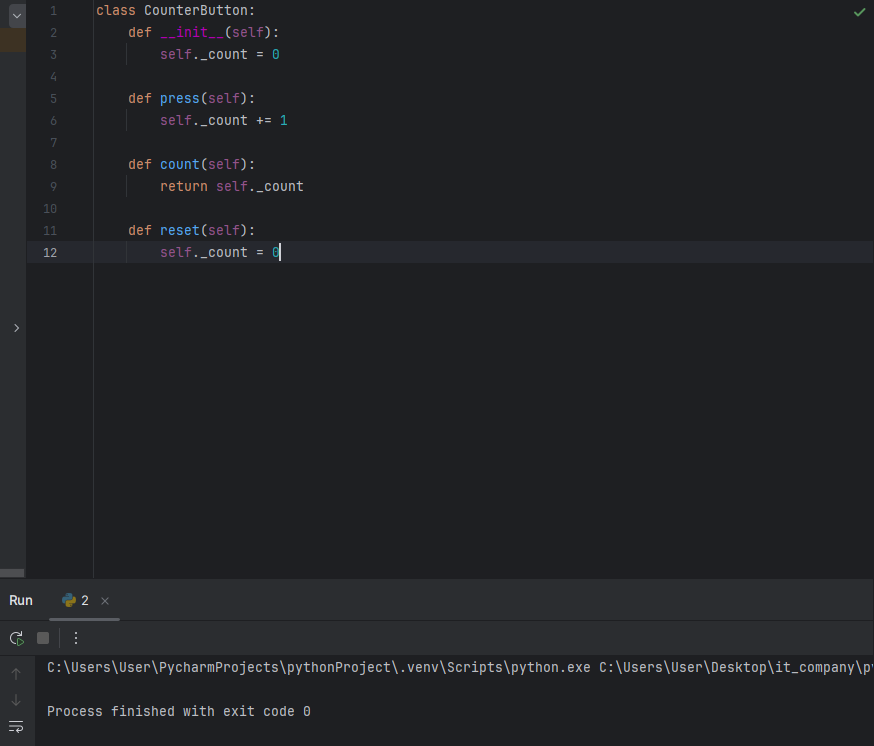 1 class CounterButton:
2     def __init__(self):
3         self._count = 0
4
5     def press(self):
6         self._count += 1
7
8     def count(self):
9         return self._count
10
11     def reset(self):
12         self._count = 0
Run 2
C:\Users\User\PycharmProjects\pythonProject\.venv\Scripts\python.exe C:\Users\User\Desktop\it_company\p
Process finished with exit code 0